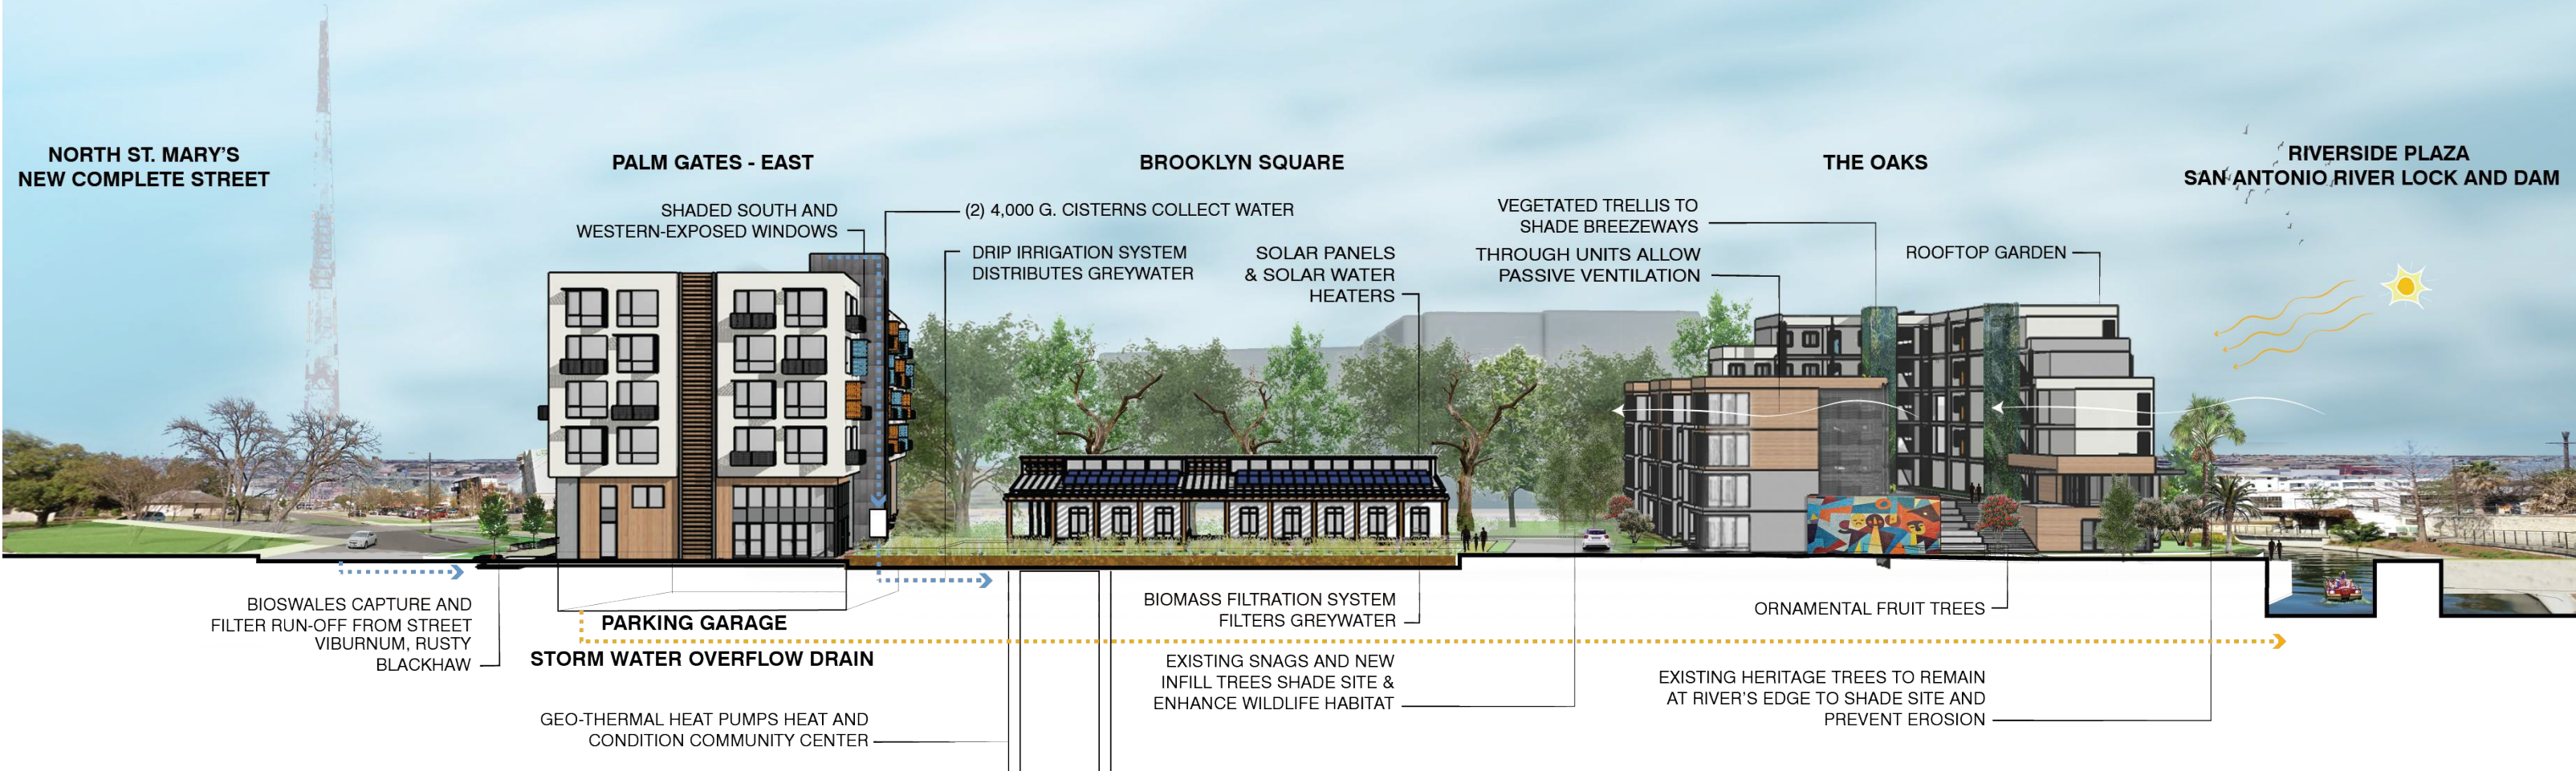 NORTH ST. MARY'S
NEW COMPLETE STREET
PALM GATES - EAST
BROOKLYN SQUARE
THE OAKS
RIVERSIDE PLAZA
SAN ANTONIO RIVER LOCK AND DAM
SHADED SOUTH AND
WESTERN-EXPOSED WINDOWS
(2) 4,000 G. CISTERNS COLLECT WATER
DRIP IRRIGATION SYSTEM
DISTRIBUTES GREYWATER
SOLAR PANELS
& SOLAR WATER
HEATERS
VEGETATED TRELLIS TO
SHADE BREEZEWAYS
THROUGH UNITS ALLOW
PASSIVE VENTILATION
ROOFTOP GARDEN
BIOSWALES CAPTURE AND
FILTER RUN-OFF FROM STREET
VIBURNUM, RUSTY
BLACKHAW
PARKING GARAGE
STORM WATER OVERFLOW DRAIN
GEO-THERMAL HEAT PUMPS HEAT AND
CONDITION COMMUNITY CENTER
BIOMASS FILTRATION SYSTEM
FILTERS GREYWATER
EXISTING SNAGS AND NEW
INFILL TREES SHADE SITE &
ENHANCE WILDLIFE HABITAT
ORNAMENTAL FRUIT TREES
EXISTING HERITAGE TREES TO REMAIN
AT RIVER'S EDGE TO SHADE SITE AND
PREVENT EROSION